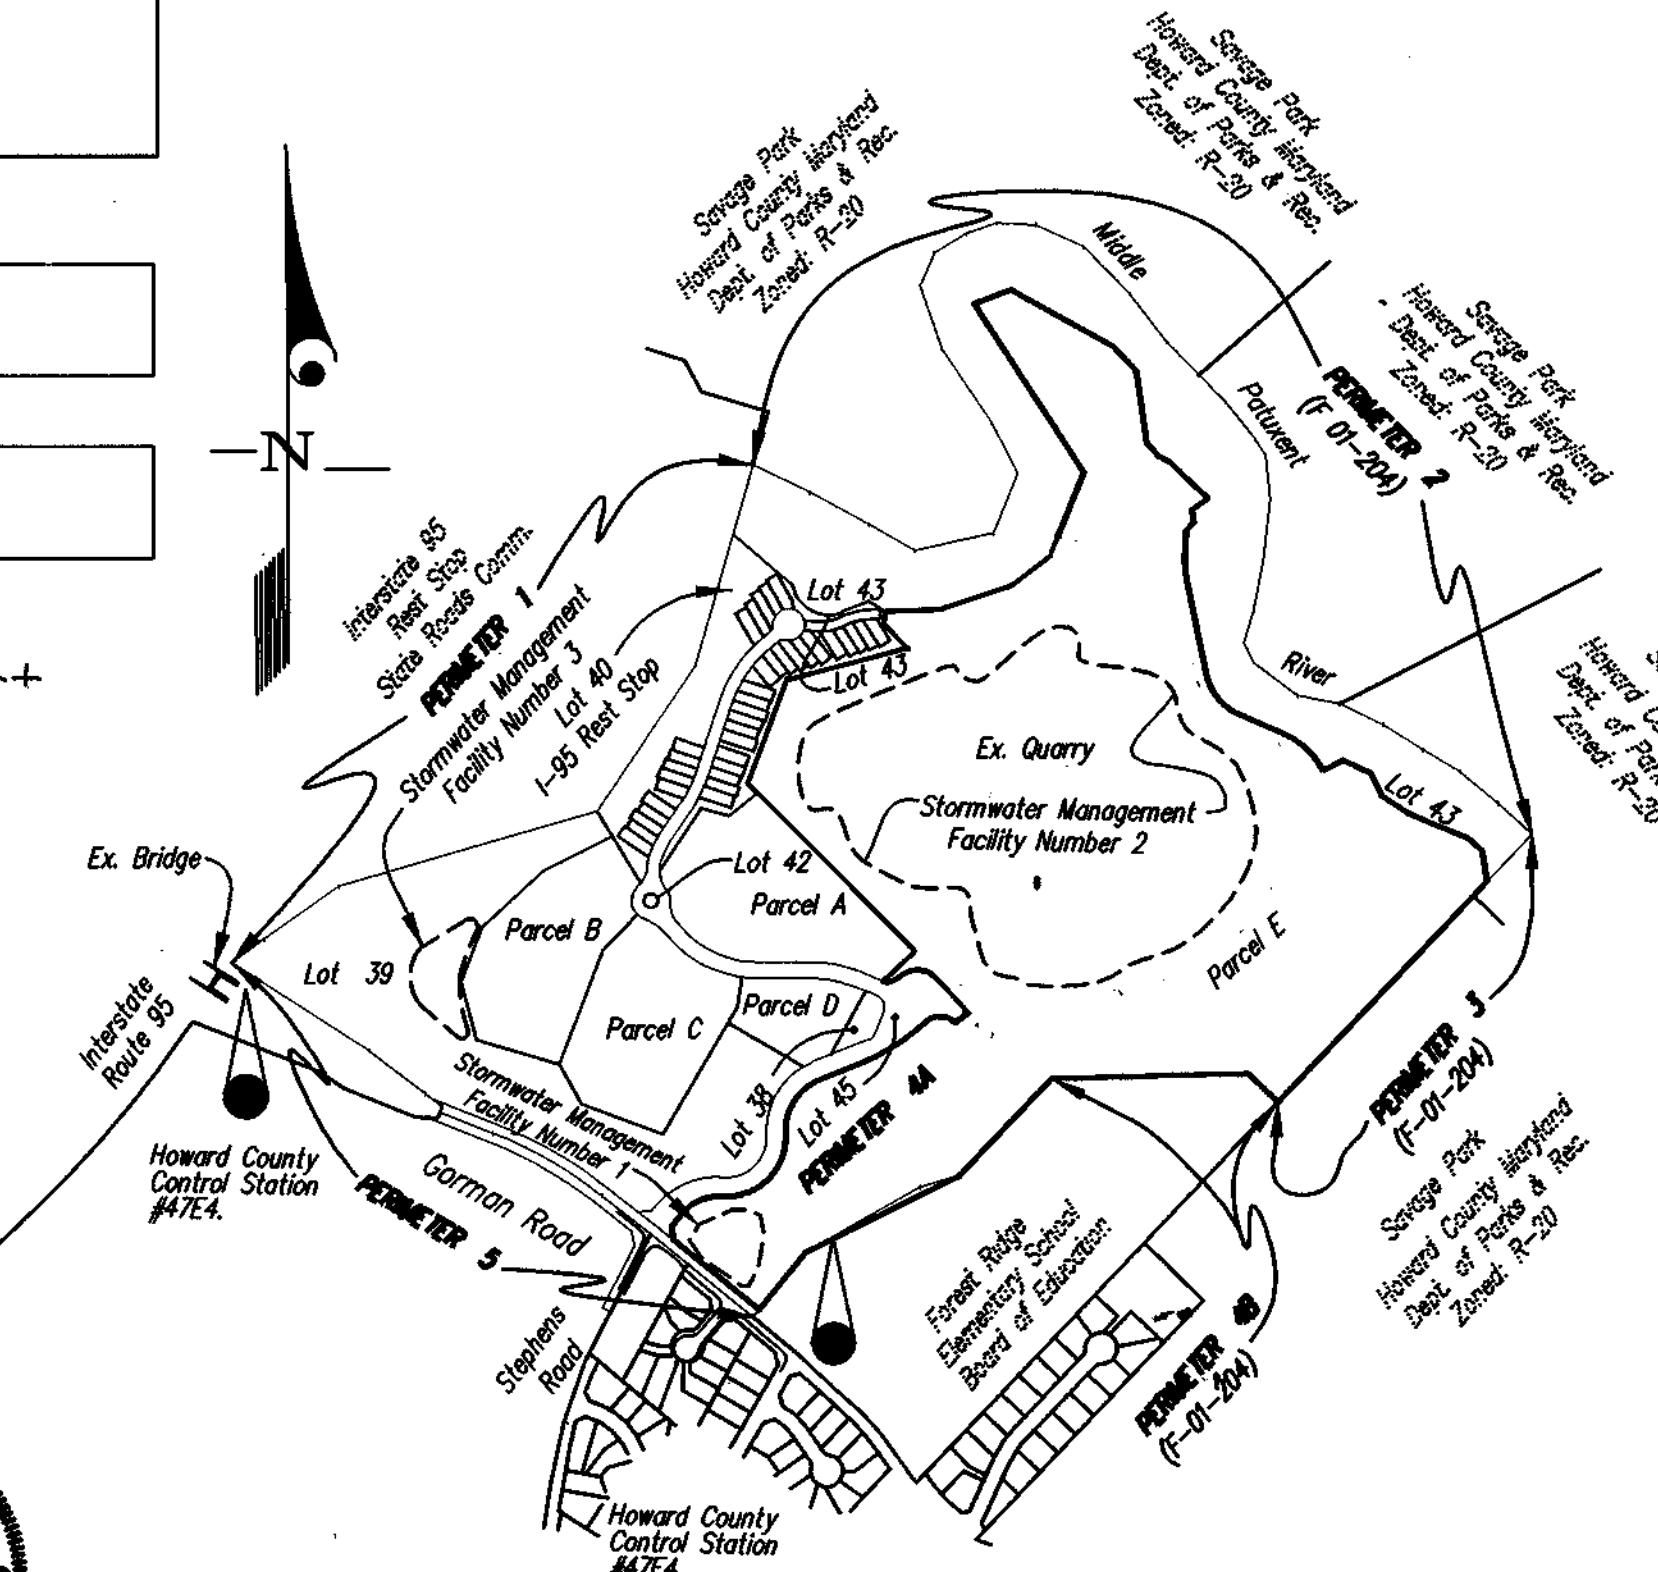 Savage Park
Howard County Maryland
Dept. of Parks & Rec.
Zoned: R-20
Savage Park
Howard County Maryland
Dept. of Parks & Rec.
Zoned: R-20
Savage Park
Howard County Maryland
Dept. of Parks & Rec.
Zoned: R-20
Middle
Patuxent
River
PERIMETER 2
(F 01-204)
N
Interstate 95
Rest Stop
State Roads Comm.
PERIMETER 1
Stormwater Management
Facility Number 3
Lot 40
I-95 Rest Stop
Lot 43
Lot 43
Ex. Quarry
Stormwater Management
Facility Number 2
Lot 43
Howard
Dept. of
Zoned: R-20
Ex. Bridge
Lot 42
Parcel A
Parcel B
Parcel E
Lot 39
Parcel C
Parcel D
Interstate
Route 95
Stormwater Management
Facility Number 1
Lot 38
Lot 45
PERIMETER 4A
PERIMETER 3
(F-01-204)
Savage Park
Howard County Maryland
Dept. of Parks & Rec.
Zoned: R-20
Howard County
Control Station
#47E4.
Gorman Road
PERIMETER 5
Stephens
Road
Forest Ridge
Elementary School
Board of Education
PERIMETER 4B
(F-01-204)
Howard County
Control Station
#47E4